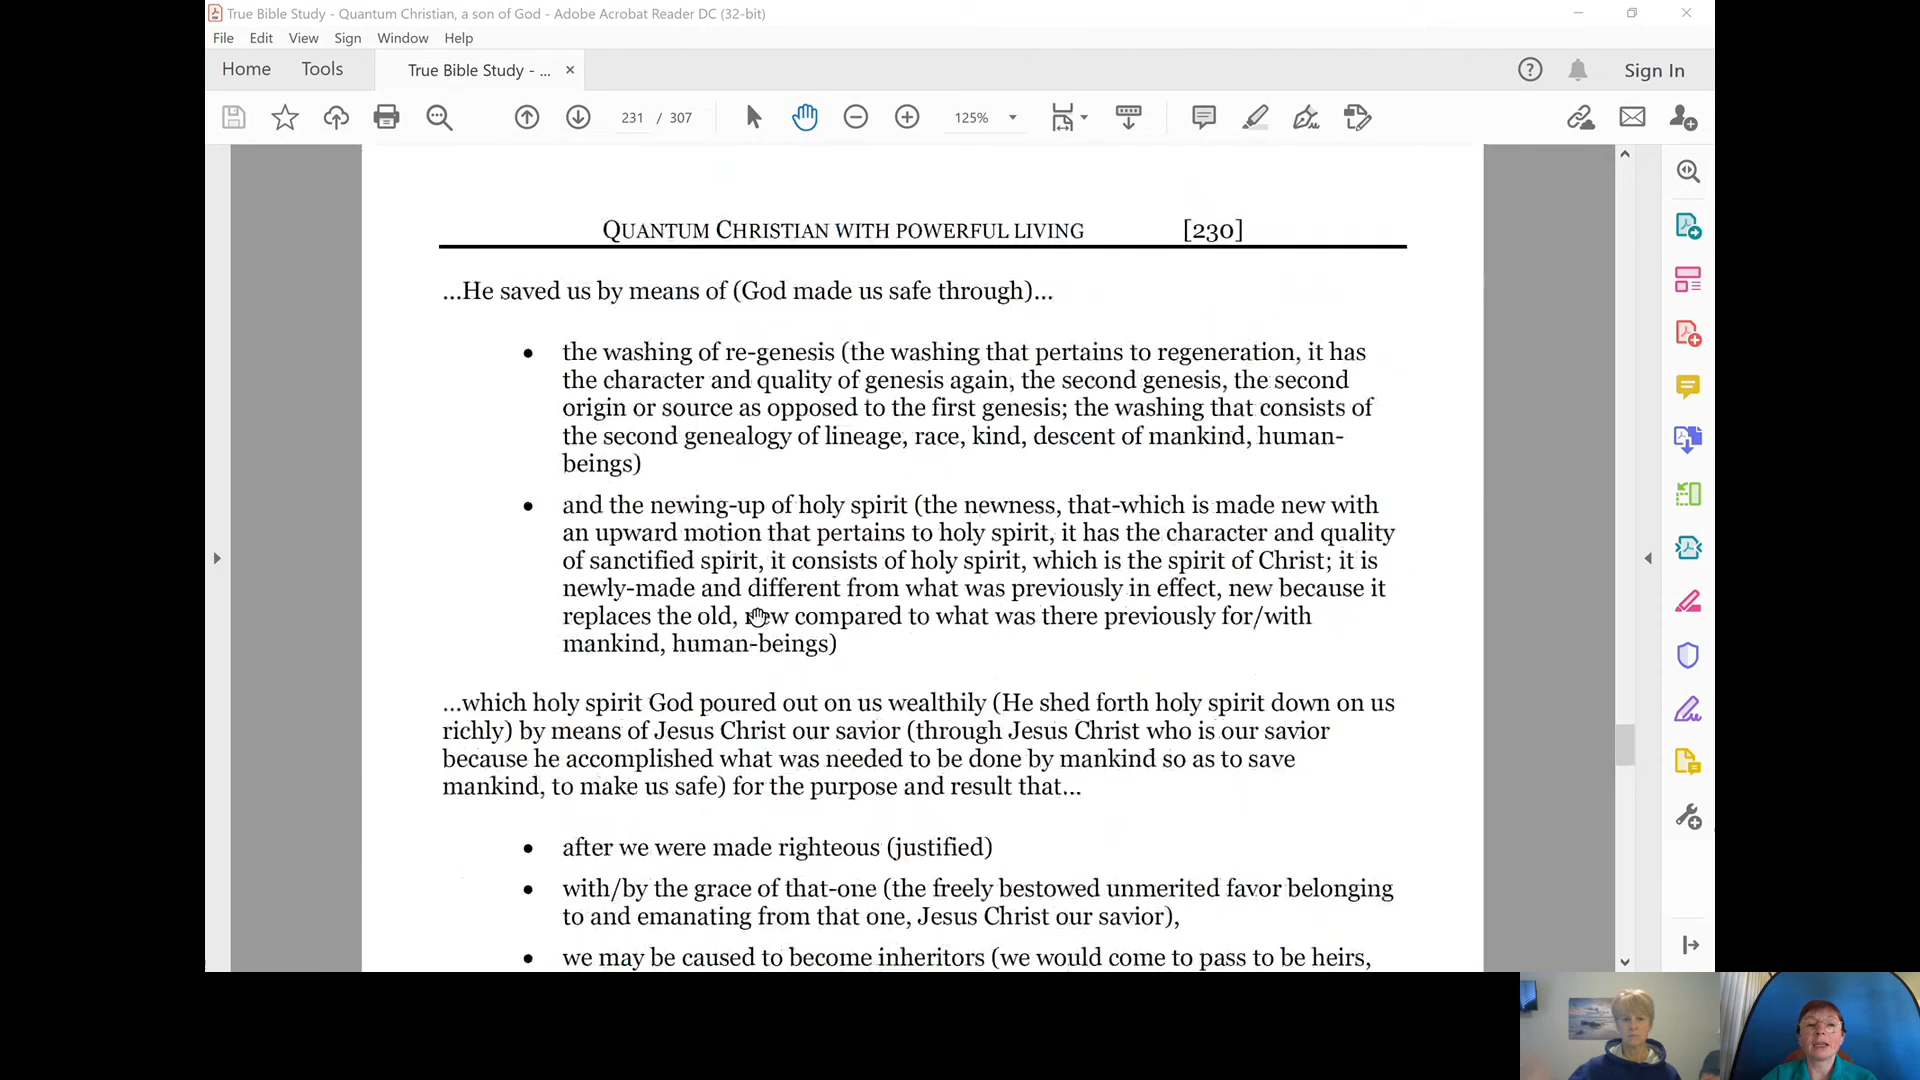 True Bible Study - Quantum Christian, a son of God - Adobe Acrobat Reader DC (32-bit)
File Edit View Sign Window Help
Home Tools True Bible Study - ... × Sign In
231 / 307 125%
QUANTUM CHRISTIAN WITH POWERFUL LIVING [230]
...He saved us by means of (God made us safe through)...
• the washing of re-genesis (the washing that pertains to regeneration, it has
the character and quality of genesis again, the second genesis, the second
origin or source as opposed to the first genesis; the washing that consists of
the second genealogy of lineage, race, kind, descent of mankind, human-
beings)
• and the newing-up of holy spirit (the newness, that-which is made new with
an upward motion that pertains to holy spirit, it has the character and quality
of sanctified spirit, it consists of holy spirit, which is the spirit of Christ; it is
newly-made and different from what was previously in effect, new because it
replaces the old, new compared to what was there previously for/with
mankind, human-beings)
...which holy spirit God poured out on us wealthily (He shed forth holy spirit down on us
richly) by means of Jesus Christ our savior (through Jesus Christ who is our savior
because he accomplished what was needed to be done by mankind so as to save
mankind, to make us safe) for the purpose and result that...
• after we were made righteous (justified)
• with/by the grace of that-one (the freely bestowed unmerited favor belonging
to and emanating from that one, Jesus Christ our savior),
• we may be caused to become inheritors (we would come to pass to be heirs,